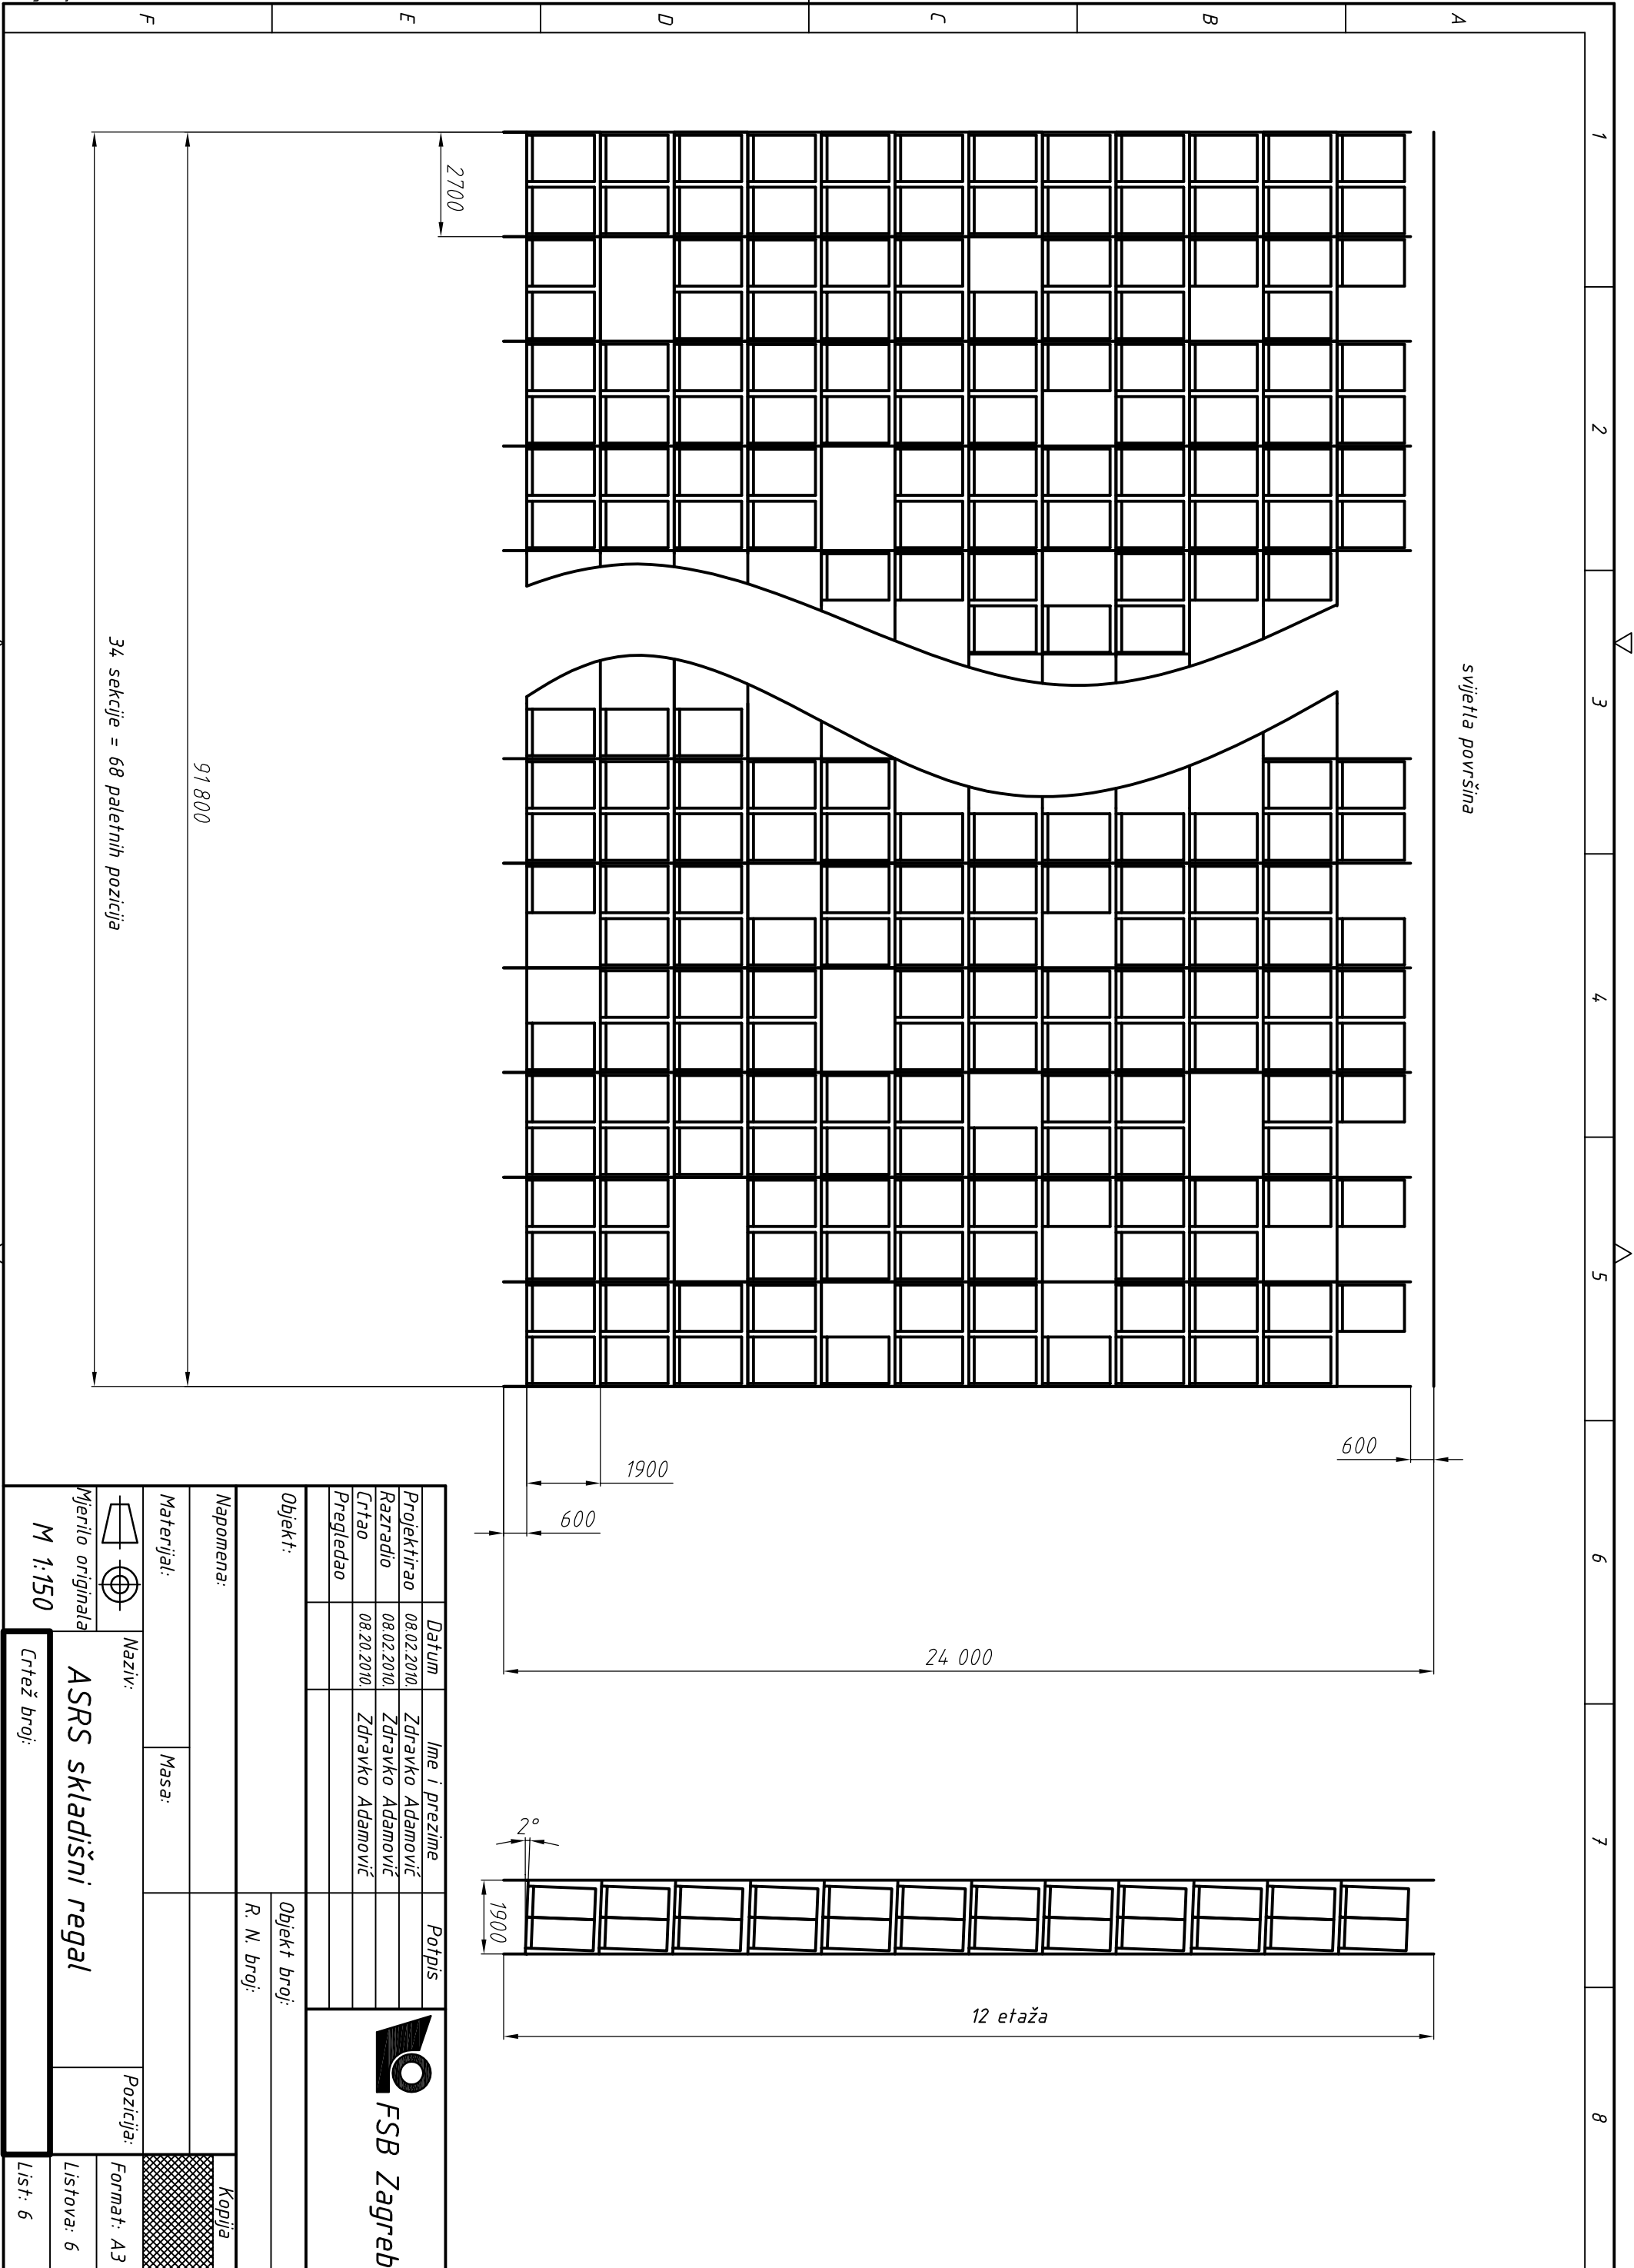 1
2
3
4
5
6
7
8
A
B
C
D
E
F
svijetla površina
2700
91 800
34 sekcije = 68 paletnih pozicija
600
1900
600
24 000
2°
1900
12 etaža
Datum
Ime i prezime
Potpis
Projektirao
08.02.2010.
Zdravko Adamović
Razradio
08.02.2010.
Zdravko Adamović
Crtao
08.20.2010.
Zdravko Adamović
Pregledao
FSB Zagreb
Objekt:
Objekt broj:
R. N. broj:
Napomena:
Kopija
Materijal:
Masa:
Naziv:
ASRS skladišni regal
Pozicija:
Format: A3
Mjerilo originala
M 1:150
Listova: 6
Crtež broj:
List: 6